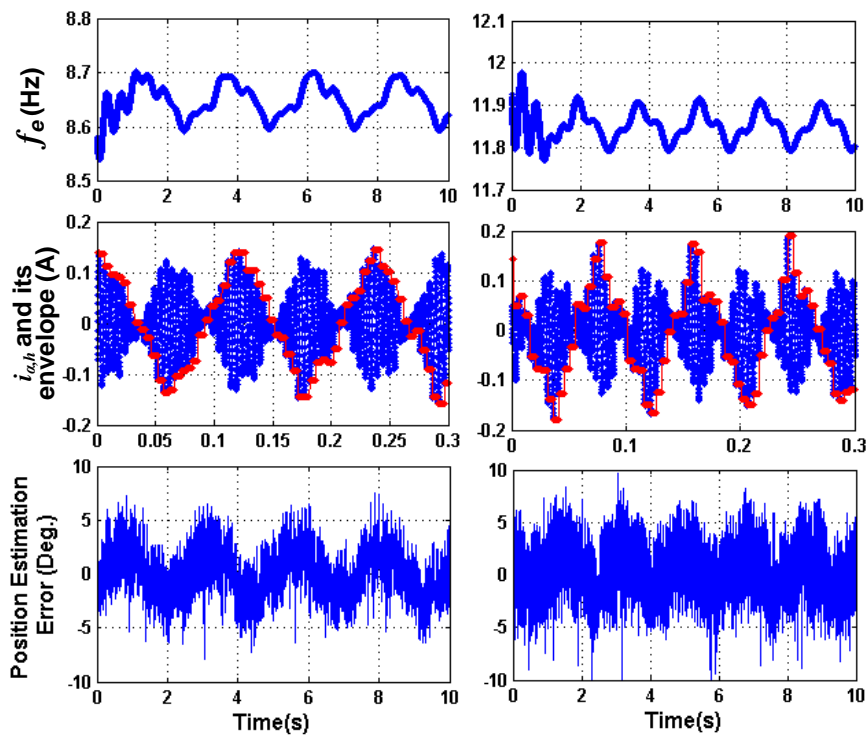 8.8
8.7
8.6
8.5
f_e (Hz)
0 2 4 6 8 10
12.1
12
11.9
11.8
11.7
0 2 4 6 8 10
0.2
0.1
0
-0.1
-0.2
i_{a,h} and its
envelope (A)
0 0.05 0.1 0.15 0.2 0.25 0.3
0.2
0.1
0
-0.1
-0.2
0 0.1 0.2 0.3
10
5
0
-5
-10
Position Estimation
Error (Deg.)
0 2 4 6 8 10
Time(s)
10
5
0
-5
-10
0 2 4 6 8 10
Time(s)